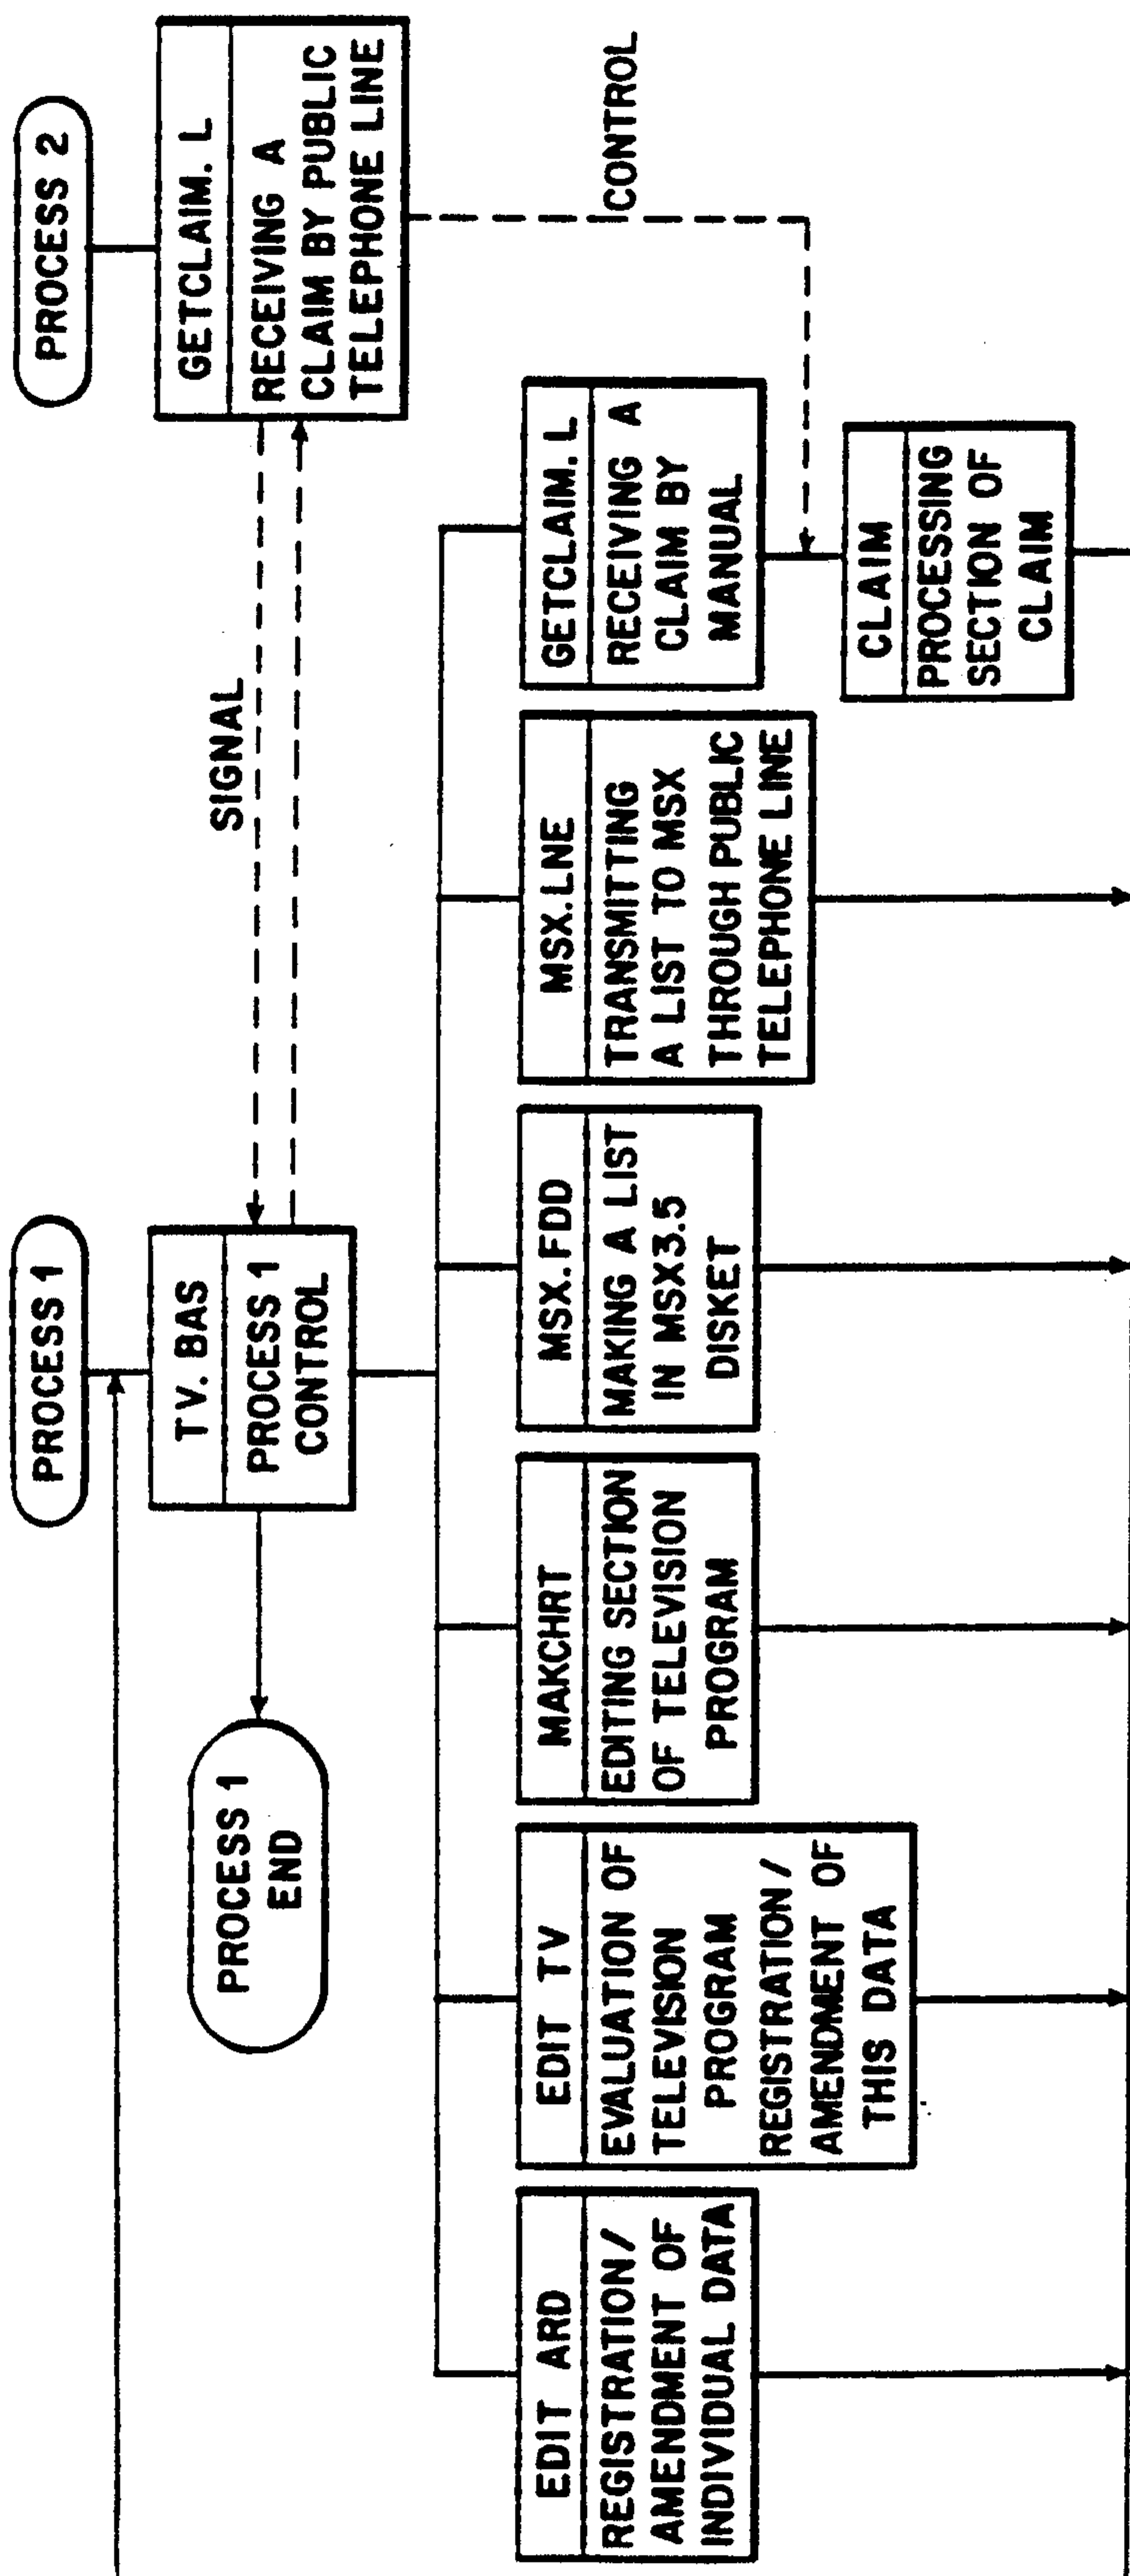 PROCESS 1
PROCESS 2
TV. BAS
PROCESS 1
CONTROL
SIGNAL
GETCLAIM. L
RECEIVING A
CLAIM BY PUBLIC
TELEPHONE LINE
PROCESS 1
END
CONTROL
EDIT ARD
REGISTRATION/
AMENDMENT OF
INDIVIDUAL DATA
EDIT TV
EVALUATION OF
TELEVISION
PROGRAM
REGISTRATION/
AMENDMENT OF
THIS DATA
MAKCHRT
EDITING SECTION
OF TELEVISION
PROGRAM
MSX.FDD
MAKING A LIST
IN MSX3.5
DISKET
MSX.LNE
TRANSMITTING
A LIST TO MSX
THROUGH PUBLIC
TELEPHONE LINE
GETCLAIM. L
RECEIVING A
CLAIM BY
MANUAL
CLAIM
PROCESSING
SECTION OF
CLAIM